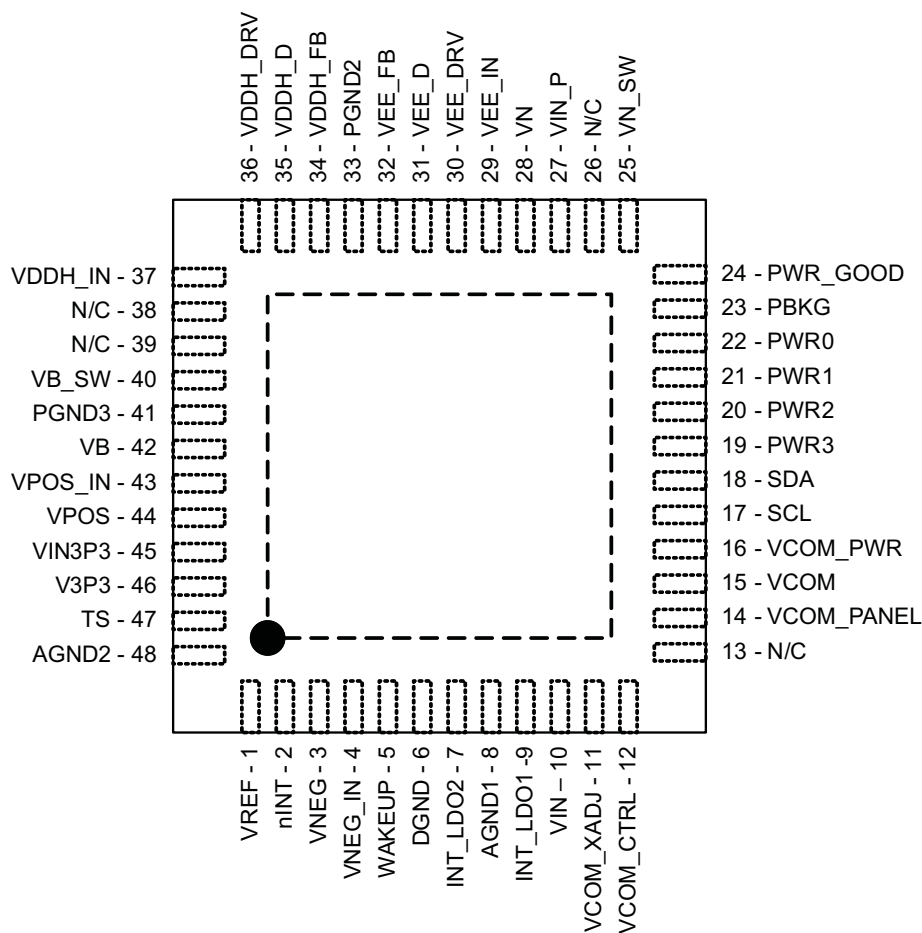 36 - VDDH_DRV
35 - VDDH_D
34 - VDDH_FB
33 - PGND2
32 - VEE_FB
31 - VEE_D
30 - VEE_DRV
29 - VEE_IN
28 - VN
27 - VIN_P
26 - N/C
25 - VN_SW
VDDH_IN - 37
N/C - 38
N/C - 39
VB_SW - 40
PGND3 - 41
VB - 42
VPOS_IN - 43
VPOS - 44
VIN3P3 - 45
V3P3 - 46
TS - 47
AGND2 - 48
24 - PWR_GOOD
23 - PBKG
22 - PWR0
21 - PWR1
20 - PWR2
19 - PWR3
18 - SDA
17 - SCL
16 - VCOM_PWR
15 - VCOM
14 - VCOM_PANEL
13 - N/C
VREF - 1
nINT - 2
VNEG - 3
VNEG_IN - 4
WAKEUP - 5
DGND - 6
INT_LDO2 - 7
AGND1 - 8
INT_LDO1 -9
VIN – 10
VCOM_XADJ - 11
VCOM_CTRL - 12